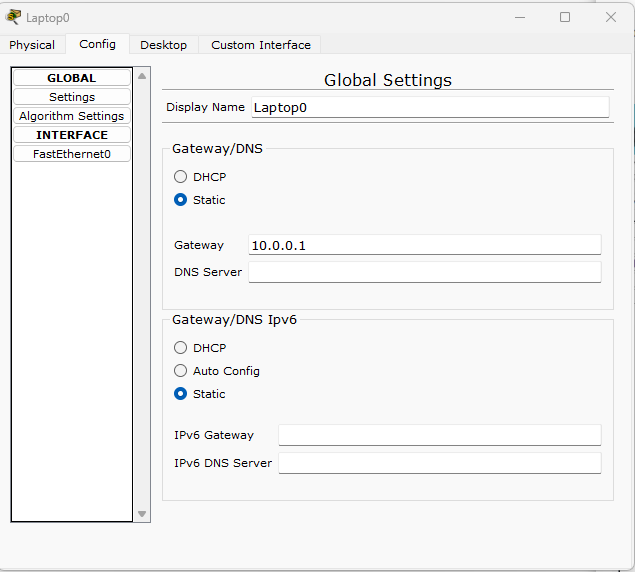 Laptop0
Physical Config Desktop Custom Interface
GLOBAL
Settings
Algorithm Settings
INTERFACE
FastEthernet0
Global Settings
Display Name Laptop0
Gateway/DNS
DHCP
Static
Gateway 10.0.0.1
DNS Server
Gateway/DNS Ipv6
DHCP
Auto Config
Static
IPv6 Gateway
IPv6 DNS Server